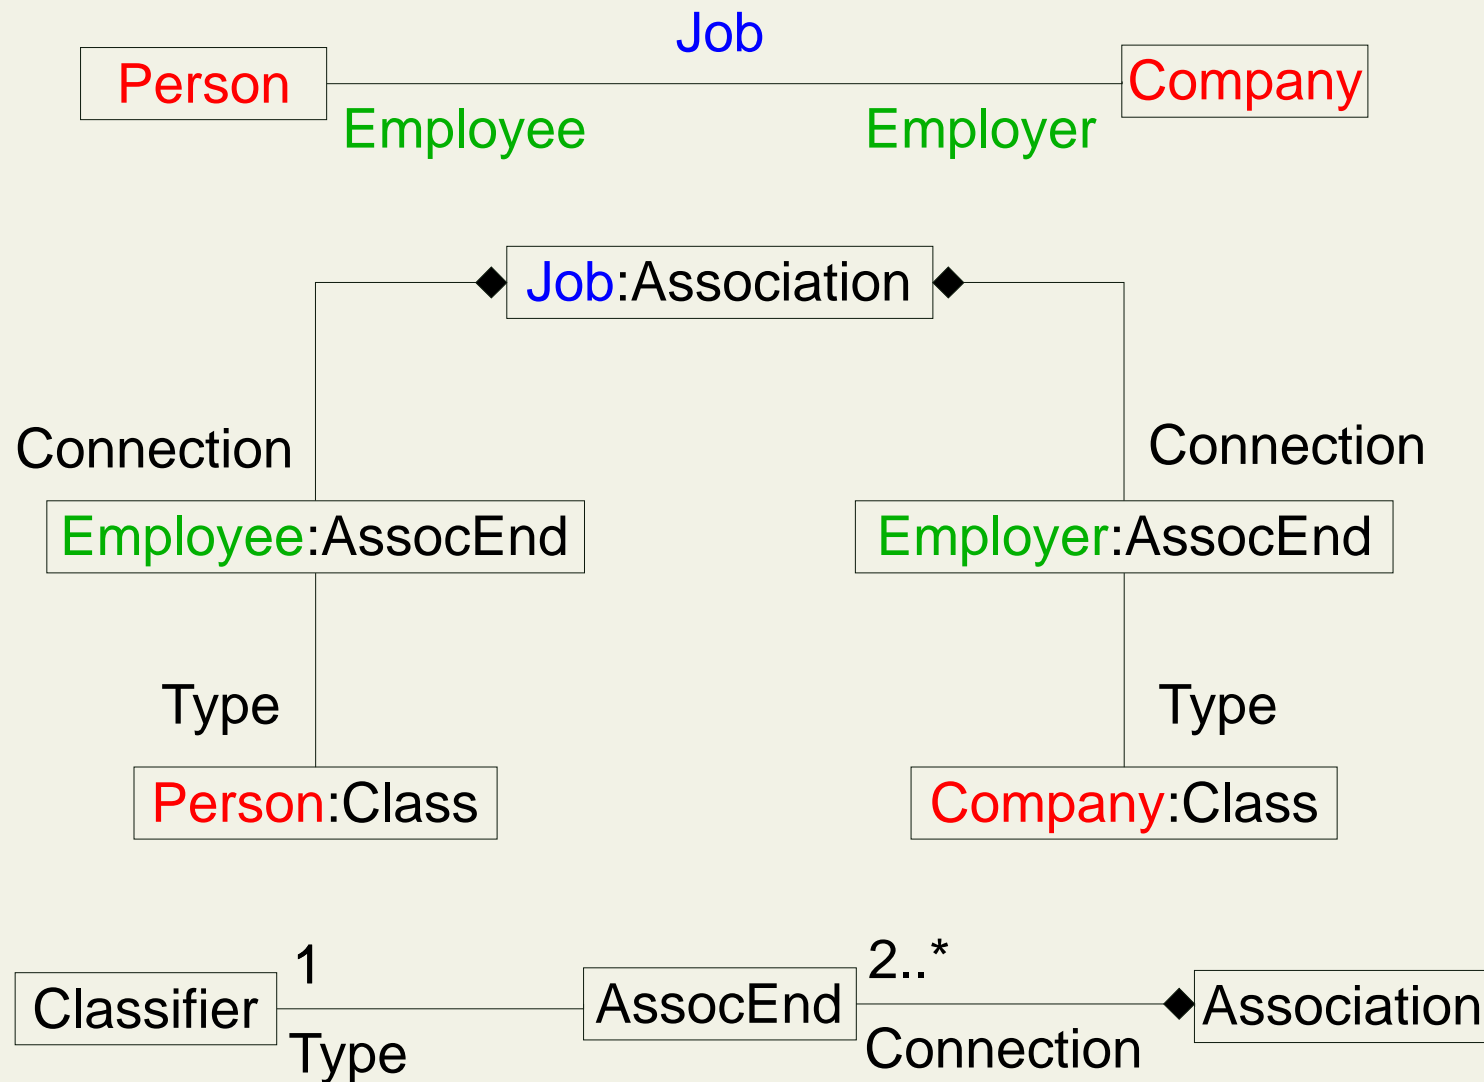 Job
Person
Company
Employee
Employer
Job:Association
Connection
Connection
Employee:AssocEnd
Employer:AssocEnd
Type
Type
Person:Class
Company:Class
1
2..*
Classifier
AssocEnd
Association
Type
Connection